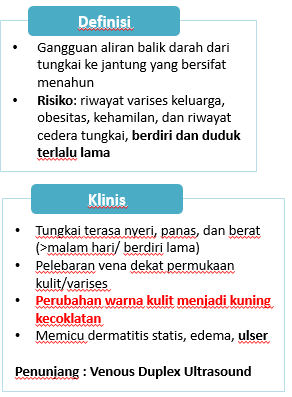 Definisi
• Gangguan aliran balik darah dari
tungkai ke jantung yang bersifat
menahun
• Risiko: riwayat varises keluarga,
obesitas, kehamilan, dan riwayat
cedera tungkai, berdiri dan duduk
terlalu lama
Klinis
• Tungkai terasa nyeri, panas, dan berat
(>malam hari/ berdiri lama)
• Pelebaran vena dekat permukaan
kulit/varises
• Perubahan warna kulit menjadi kuning
kecoklatan
• Memicu dermatitis statis, edema, ulser
Penunjang : Venous Duplex Ultrasound